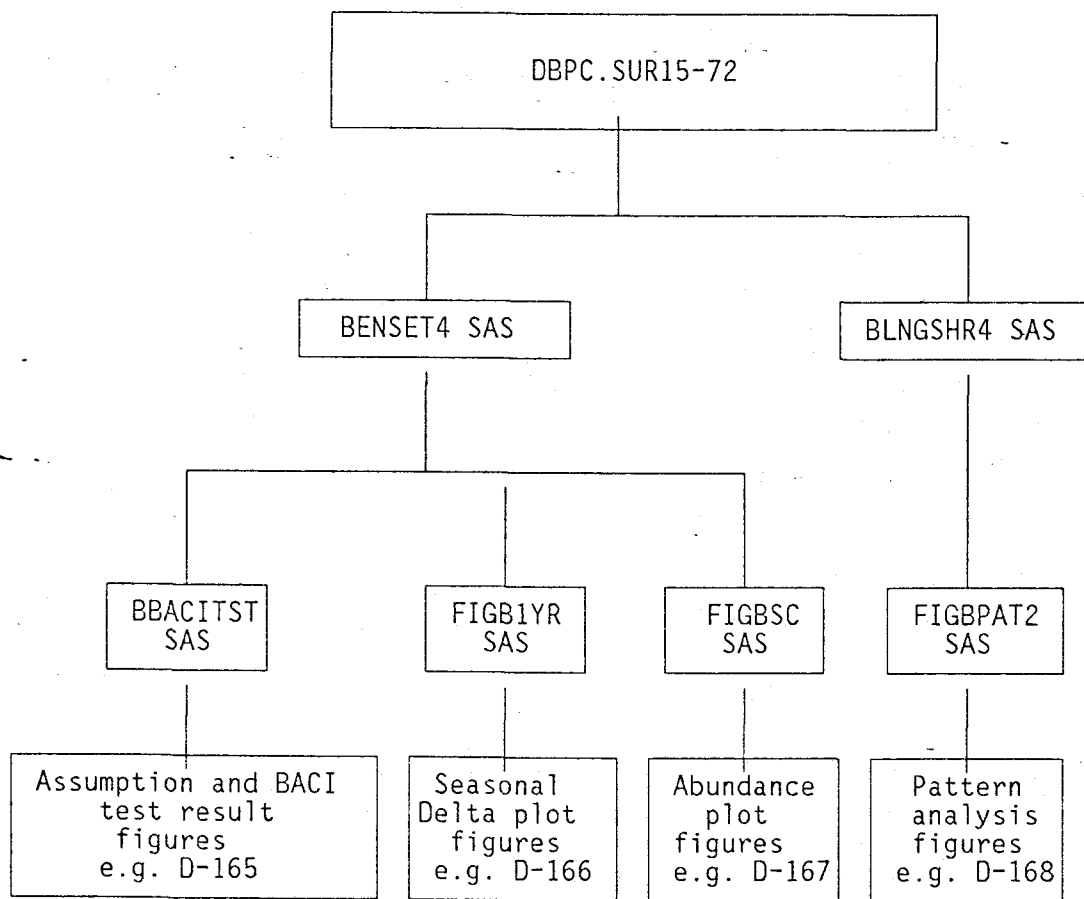 DBPC.SUR15-72
BENSET4 SAS
BLNGSHR4 SAS
BBACITST
SAS
FIGB1YR
SAS
FIGBSC
SAS
FIGBPAT2
SAS
Assumption and BACI
test result
figures
e.g. D-165
Seasonal
Delta plot
figures
e.g. D-166
Abundance
plot
figures
e.g. D-167
Pattern
analysis
figures
e.g. D-168